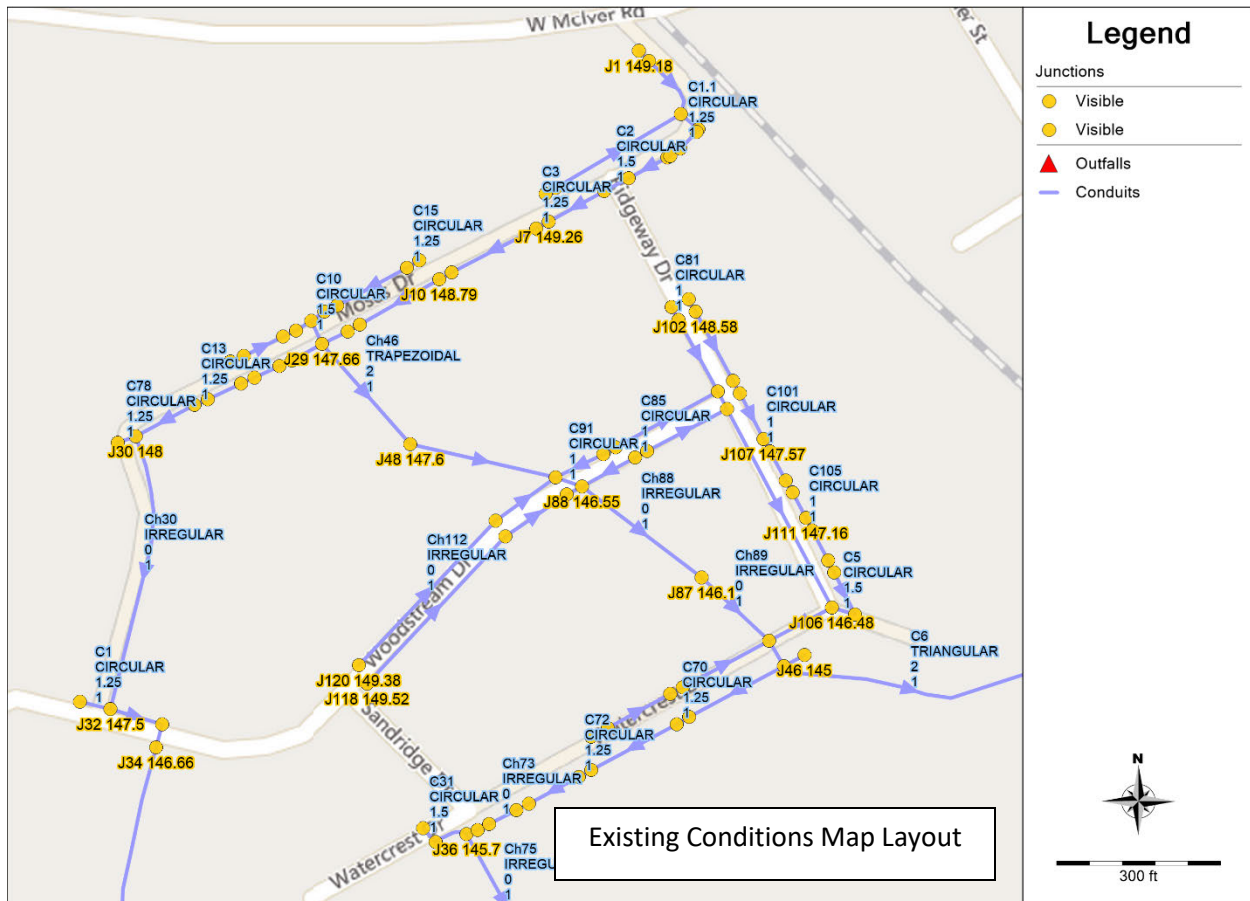 W McIver Rd
er St
J1 149.18
C1.1
CIRCULAR
1.25
1
C2
CIRCULAR
1.5
1
C3
CIRCULAR
1.25
1
Ridgeway Dr
J7 149.26
C15
CIRCULAR
1.25
1
C81
CIRCULAR
1
1
C10
CIRCULAR
1.5
1
Moses Dr
J10 148.79
J102 148.58
Ch46
TRAPEZOIDAL
2
1
C13
CIRCULAR
1.25
1
J29 147.66
C78
CIRCULAR
1.25
1
J30 148
C85
CIRCULAR
1
1
C101
CIRCULAR
1
1
C91
CIRCULAR
1
1
J48 147.6
J107 147.57
Ch88
IRREGULAR
0
1
J88 146.55
C105
CIRCULAR
1
1
Ch30
IRREGULAR
0
1
J111 147.16
Ch112
IRREGULAR
0
1
Ch89
IRREGULAR
0
1
C5
CIRCULAR
1.5
1
J87 146.1
Woodstream Dr
J106 146.48
C6
TRIANGULAR
2
1
J120 149.38
J118 149.52
J46 145
C1
CIRCULAR
1.25
1
C70
CIRCULAR
1.25
1
J32 147.5
Sandridge
C72
CIRCULAR
1.25
1
J34 146.66
Ch73
IRREGULAR
0
1
C31
CIRCULAR
1.5
1
J36 145.7
Watercrest Dr
Ch75
IRREGUL
0
1
Existing Conditions Map Layout
Legend
Junctions
Visible
Visible
Outfalls
Conduits
N
300 ft